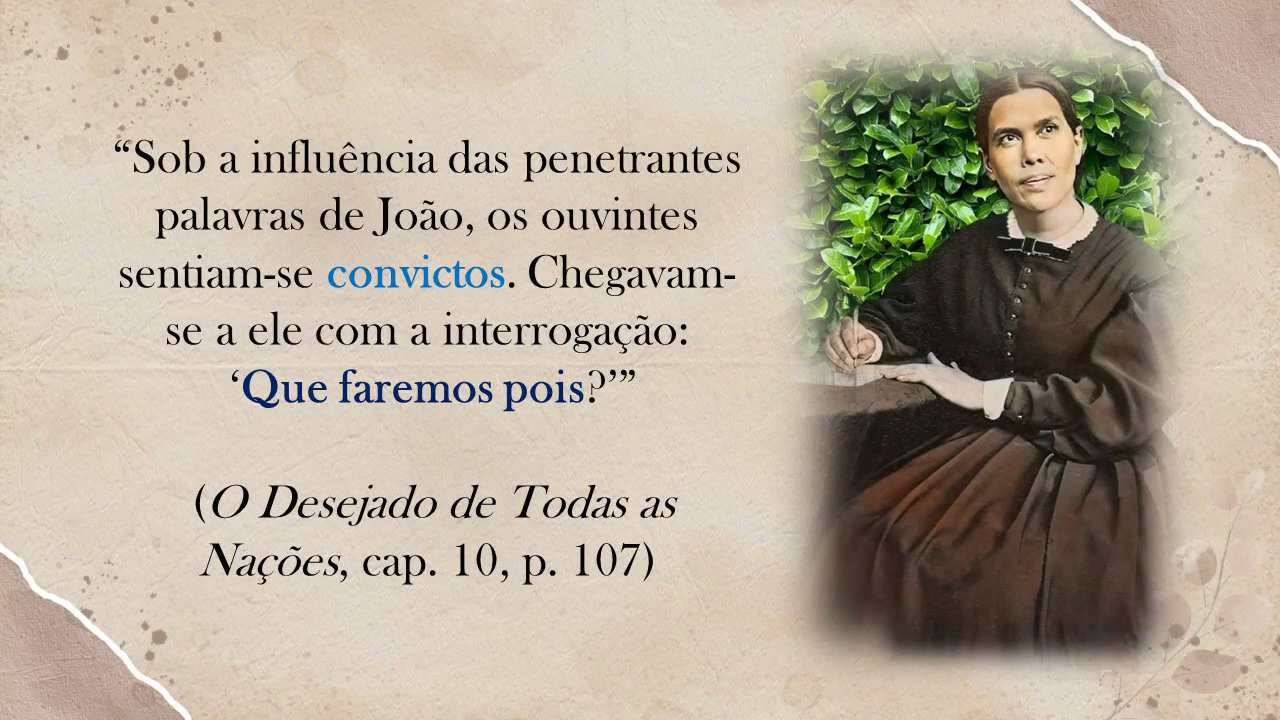 “Sob a influência das penetrantes
palavras de João, os ouvintes
sentiam-se convictos. Chegavam-
se a ele com a interrogação:
‘Que faremos pois?’”
(O Desejado de Todas as
Nações, cap. 10, p. 107)